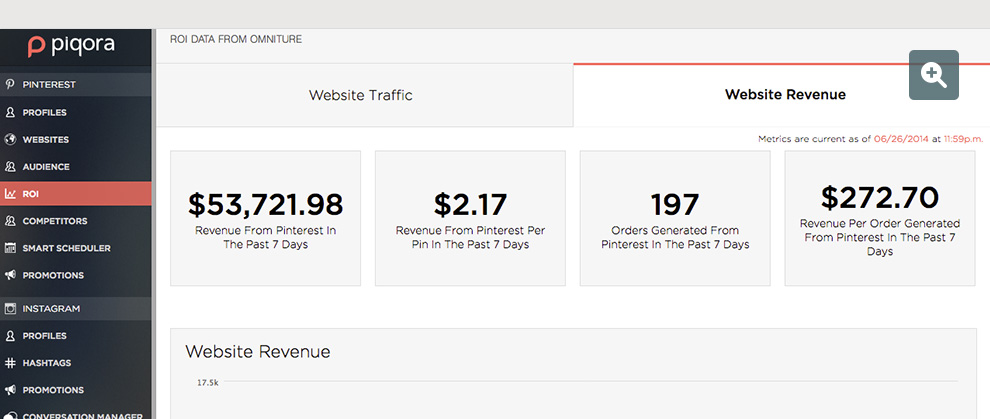 piqora
PINTEREST
PROFILES
WEBSITES
AUDIENCE
ROI
COMPETITORS
SMART SCHEDULER
PROMOTIONS
INSTAGRAM
PROFILES
HASHTAGS
PROMOTIONS
CONVERSATION MANAGER
ROI DATA FROM OMNITURE
Website Traffic
Website Revenue
Metrics are current as of 06/26/2014 at 11:59p.m.
$53,721.98
Revenue From Pinterest In
The Past 7 Days
$2.17
Revenue From Pinterest Per
Pin In The Past 7 Days
197
Orders Generated From
Pinterest In The Past 7 Days
$272.70
Revenue Per Order Generated
From Pinterest In The Past 7
Days
Website Revenue
17.5k